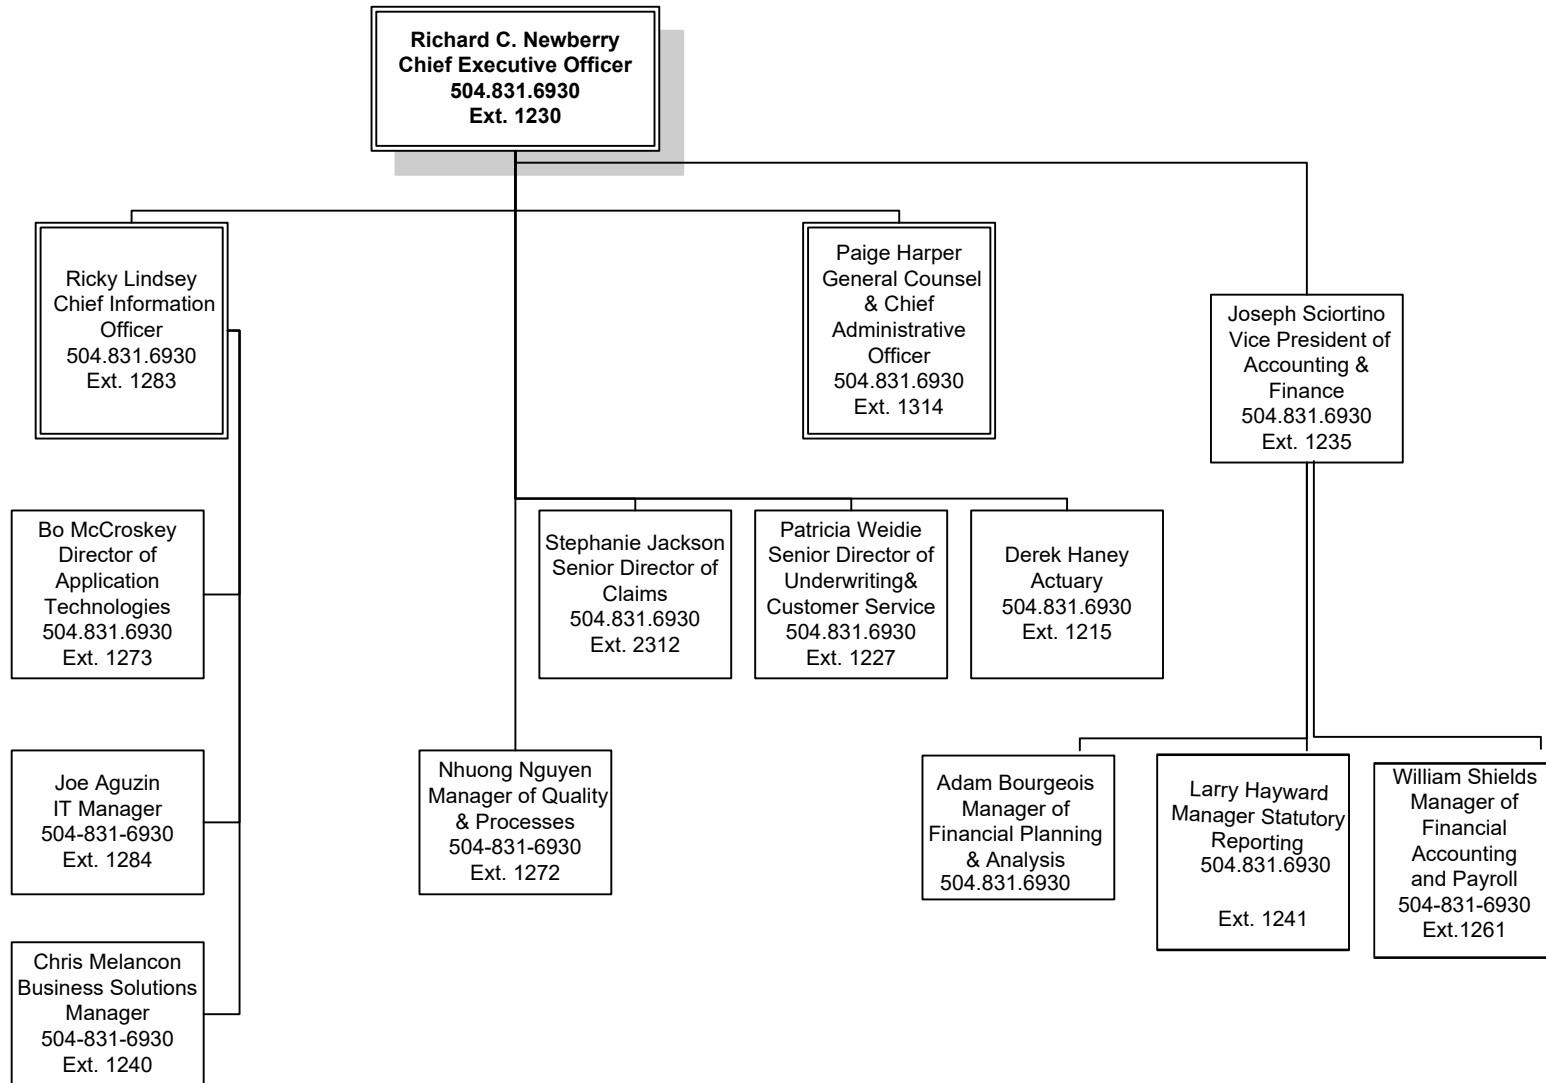 Richard C. Newberry
Chief Executive Officer
504.831.6930
Ext. 1230
Ricky Lindsey
Chief Information
Officer
504.831.6930
Ext. 1283
Paige Harper
General Counsel
& Chief
Administrative
Officer
504.831.6930
Ext. 1314
Joseph Sciortino
Vice President of
Accounting &
Finance
504.831.6930
Ext. 1235
Bo McCroskey
Director of
Application
Technologies
504.831.6930
Ext. 1273
Stephanie Jackson
Senior Director of
Claims
504.831.6930
Ext. 2312
Patricia Weidie
Senior Director of
Underwriting&
Customer Service
504.831.6930
Ext. 1227
Derek Haney
Actuary
504.831.6930
Ext. 1215
Joe Aguzin
IT Manager
504-831-6930
Ext. 1284
Nhuong Nguyen
Manager of Quality
& Processes
504-831-6930
Ext. 1272
Adam Bourgeois
Manager of
Financial Planning
& Analysis
504.831.6930
Larry Hayward
Manager Statutory
Reporting
504.831.6930
Ext. 1241
William Shields
Manager of
Financial
Accounting
and Payroll
504-831-6930
Ext.1261
Chris Melancon
Business Solutions
Manager
504-831-6930
Ext. 1240